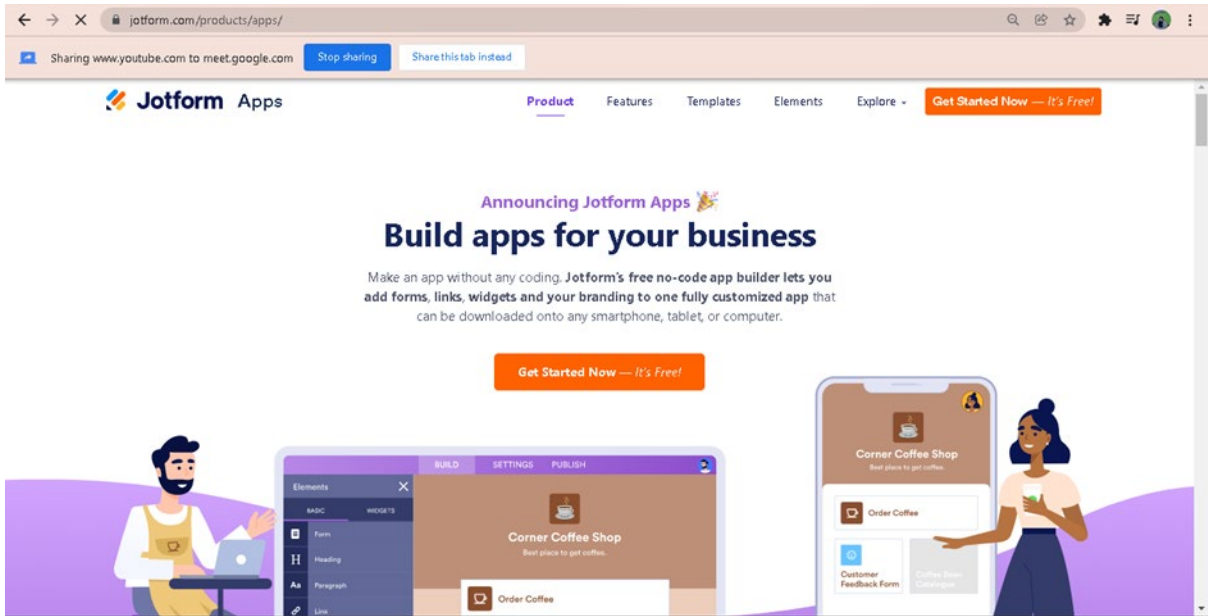 jotform.com/products/apps/
Sharing www.youtube.com to meet.google.com Stop sharing Share this tab instead
Jotform Apps Product Features Templates Elements Explore Get Started Now — It's Free!
Announcing Jotform Apps
Build apps for your business
Make an app without any coding. Jotform's free no-code app builder lets you
add forms, links, widgets and your branding to one fully customized app that
can be downloaded onto any smartphone, tablet, or computer.
Get Started Now — It's Free!
BUILD SETTINGS PUBLISH
Elements
BASIC WIDGETS
Form
H Heading
Aa Paragraph
Link
Corner Coffee Shop
Best place to get coffee.
Order Coffee
Corner Coffee Shop
Best place to get coffee.
Order Coffee
Customer
Feedback Form
Coffee Bean
Catalogue